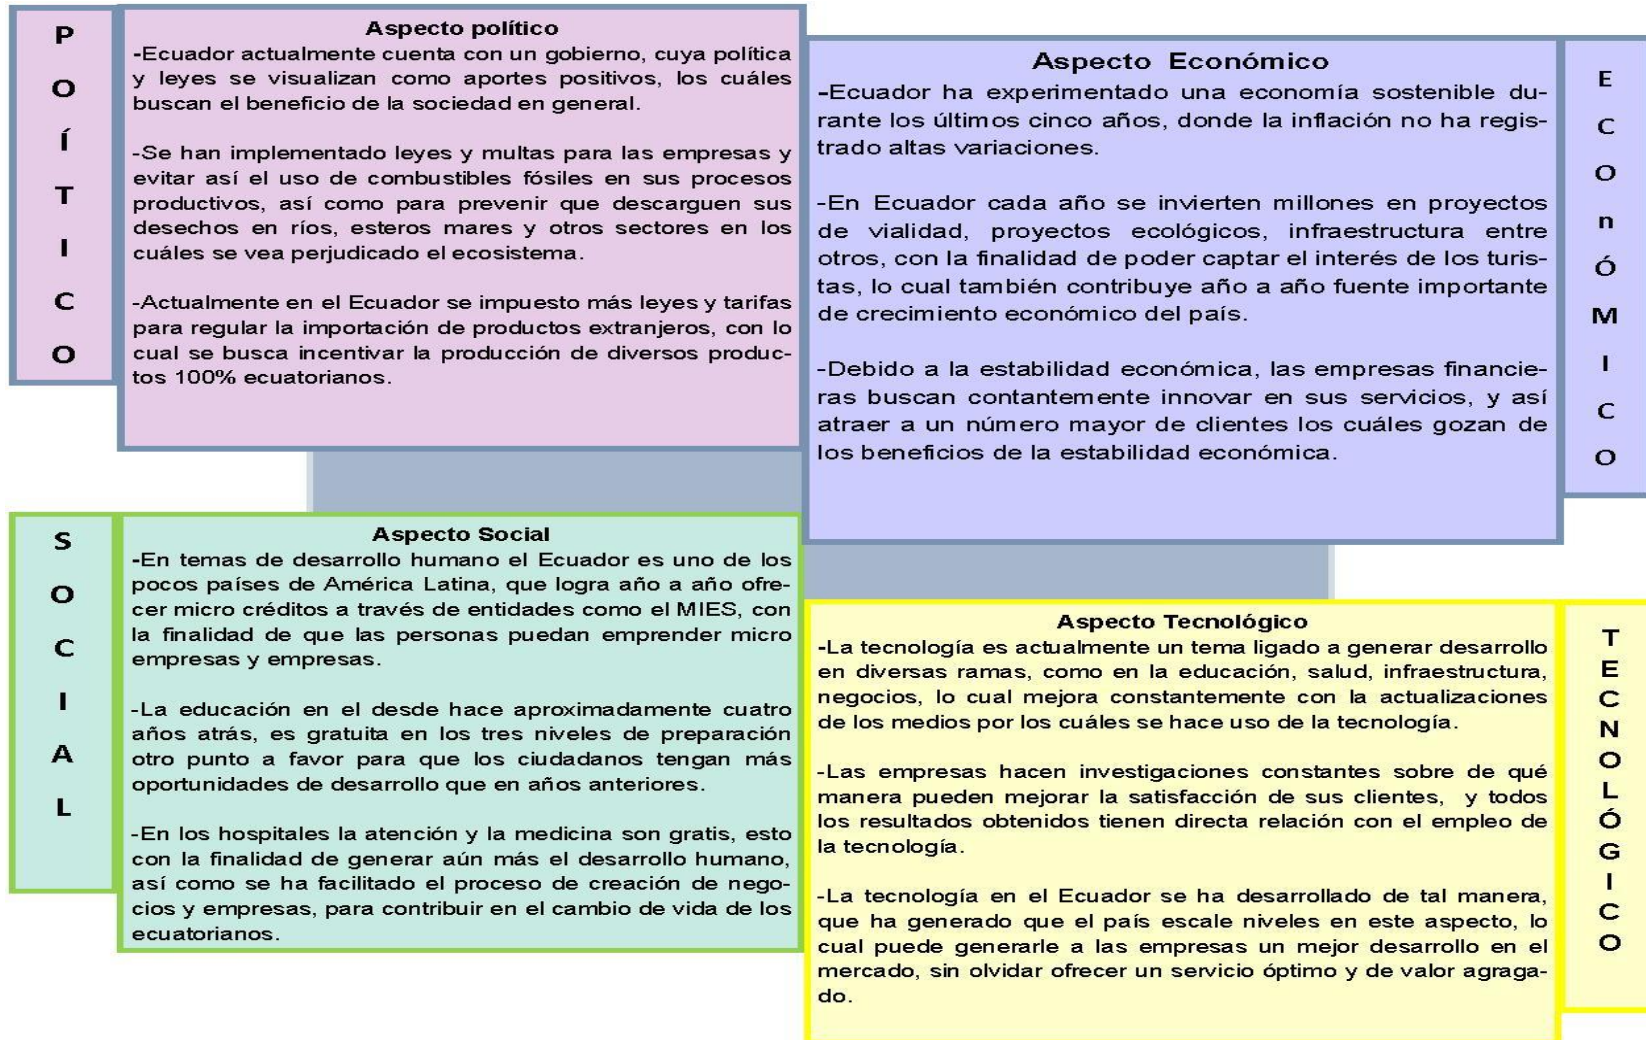 P
O
Í
T
I
C
O
Aspecto político
-Ecuador actualmente cuenta con un gobierno, cuya política
y leyes se visualizan como aportes positivos, los cuáles
buscan el beneficio de la sociedad en general.
-Se han implementado leyes y multas para las empresas y
evitar así el uso de combustibles fósiles en sus procesos
productivos, así como para prevenir que descarguen sus
desechos en ríos, esteros mares y otros sectores en los
cuáles se vea perjudicado el ecosistema.
-Actualmente en el Ecuador se impuesto más leyes y tarifas
para regular la importación de productos extranjeros, con lo
cual se busca incentivar la producción de diversos produc-
tos 100% ecuatorianos.
Aspecto Económico
-Ecuador ha experimentado una economía sostenible du-
rante los últimos cinco años, donde la inflación no ha regis-
trado altas variaciones.
-En Ecuador cada año se invierten millones en proyectos
de vialidad, proyectos ecológicos, infraestructura entre
otros, con la finalidad de poder captar el interés de los turis-
tas, lo cual también contribuye año a año fuente importante
de crecimiento económico del país.
-Debido a la estabilidad económica, las empresas financie-
ras buscan contantemente innovar en sus servicios, y así
atraer a un número mayor de clientes los cuáles gozan de
los beneficios de la estabilidad económica.
E
C
O
n
Ó
M
I
C
O
S
O
C
I
A
L
Aspecto Social
-En temas de desarrollo humano el Ecuador es uno de los
pocos países de América Latina, que logra año a año ofre-
cer micro créditos a través de entidades como el MIES, con
la finalidad de que las personas puedan emprender micro
empresas y empresas.
-La educación en el desde hace aproximadamente cuatro
años atrás, es gratuita en los tres niveles de preparación
otro punto a favor para que los ciudadanos tengan más
oportunidades de desarrollo que en años anteriores.
-En los hospitales la atención y la medicina son gratis, esto
con la finalidad de generar aún más el desarrollo humano,
así como se ha facilitado el proceso de creación de nego-
cios y empresas, para contribuir en el cambio de vida de los
ecuatorianos.
Aspecto Tecnológico
-La tecnología es actualmente un tema ligado a generar desarrollo
en diversas ramas, como en la educación, salud, infraestructura,
negocios, lo cual mejora constantemente con la actualizaciones
de los medios por los cuáles se hace uso de la tecnología.
-Las empresas hacen investigaciones constantes sobre de qué
manera pueden mejorar la satisfacción de sus clientes, y todos
los resultados obtenidos tienen directa relación con el empleo de
la tecnología.
-La tecnología en el Ecuador se ha desarrollado de tal manera,
que ha generado que el país escale niveles en este aspecto, lo
cual puede generarle a las empresas un mejor desarrollo en el
mercado, sin olvidar ofrecer un servicio óptimo y de valor agraga-
do.
T
E
C
N
O
L
Ó
G
I
C
O